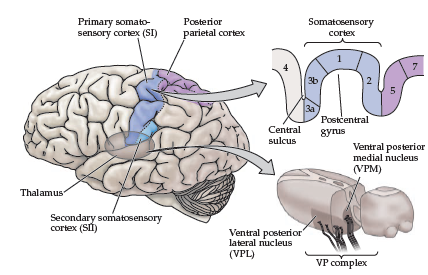 Primary somato-
sensory cortex (SI)
Posterior
parietal cortex
Somatosensory
cortex
4
3b
3a
1
2
5
7
Central
sulcus
Postcentral
gyrus
Thalamus
Secondary somatosensory
cortex (SII)
Ventral posterior
medial nucleus
(VPM)
Ventral posterior
lateral nucleus
(VPL)
VP complex